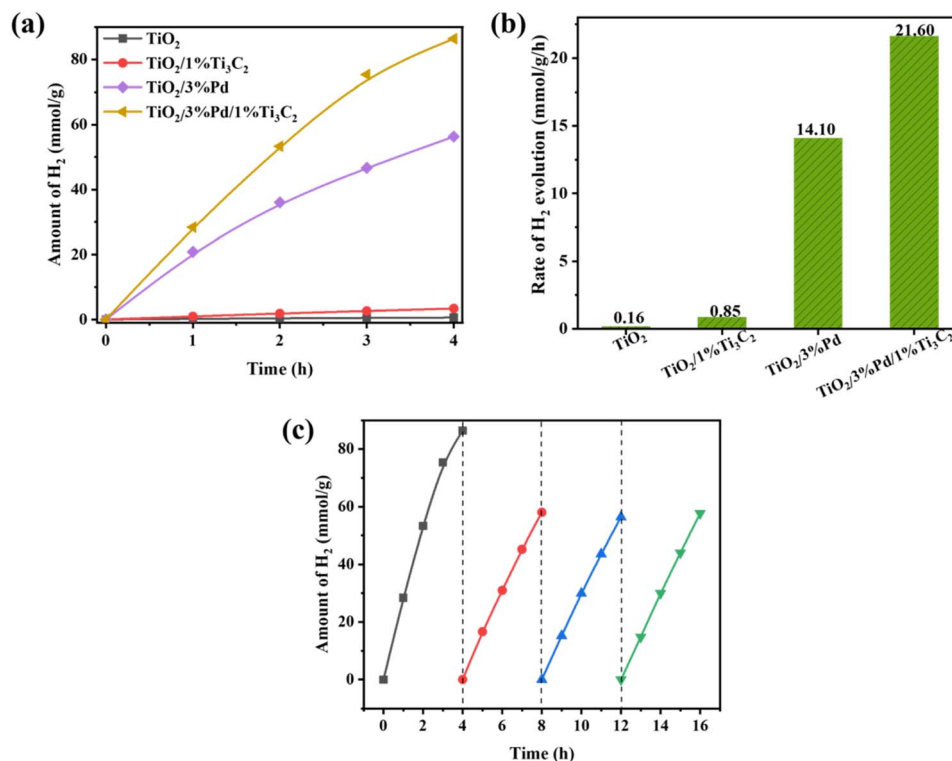 (a)
TiO₂
TiO₂/1%Ti₃C₂
TiO₂/3%Pd
TiO₂/3%Pd/1%Ti₃C₂
Amount of H₂ (mmol/g)
80
60
40
20
0
0 1 2 3 4
Time (h)
(b)
Rate of H₂ evolution (mmol/g/h)
20
15
10
5
0
0.16
0.85
14.10
21.60
TiO₂
TiO₂/1%Ti₃C₂
TiO₂/3%Pd
TiO₂/3%Pd/1%Ti₃C₂
(c)
Amount of H₂ (mmol/g)
80
60
40
20
0
0 2 4 6 8 10 12 14 16
Time (h)